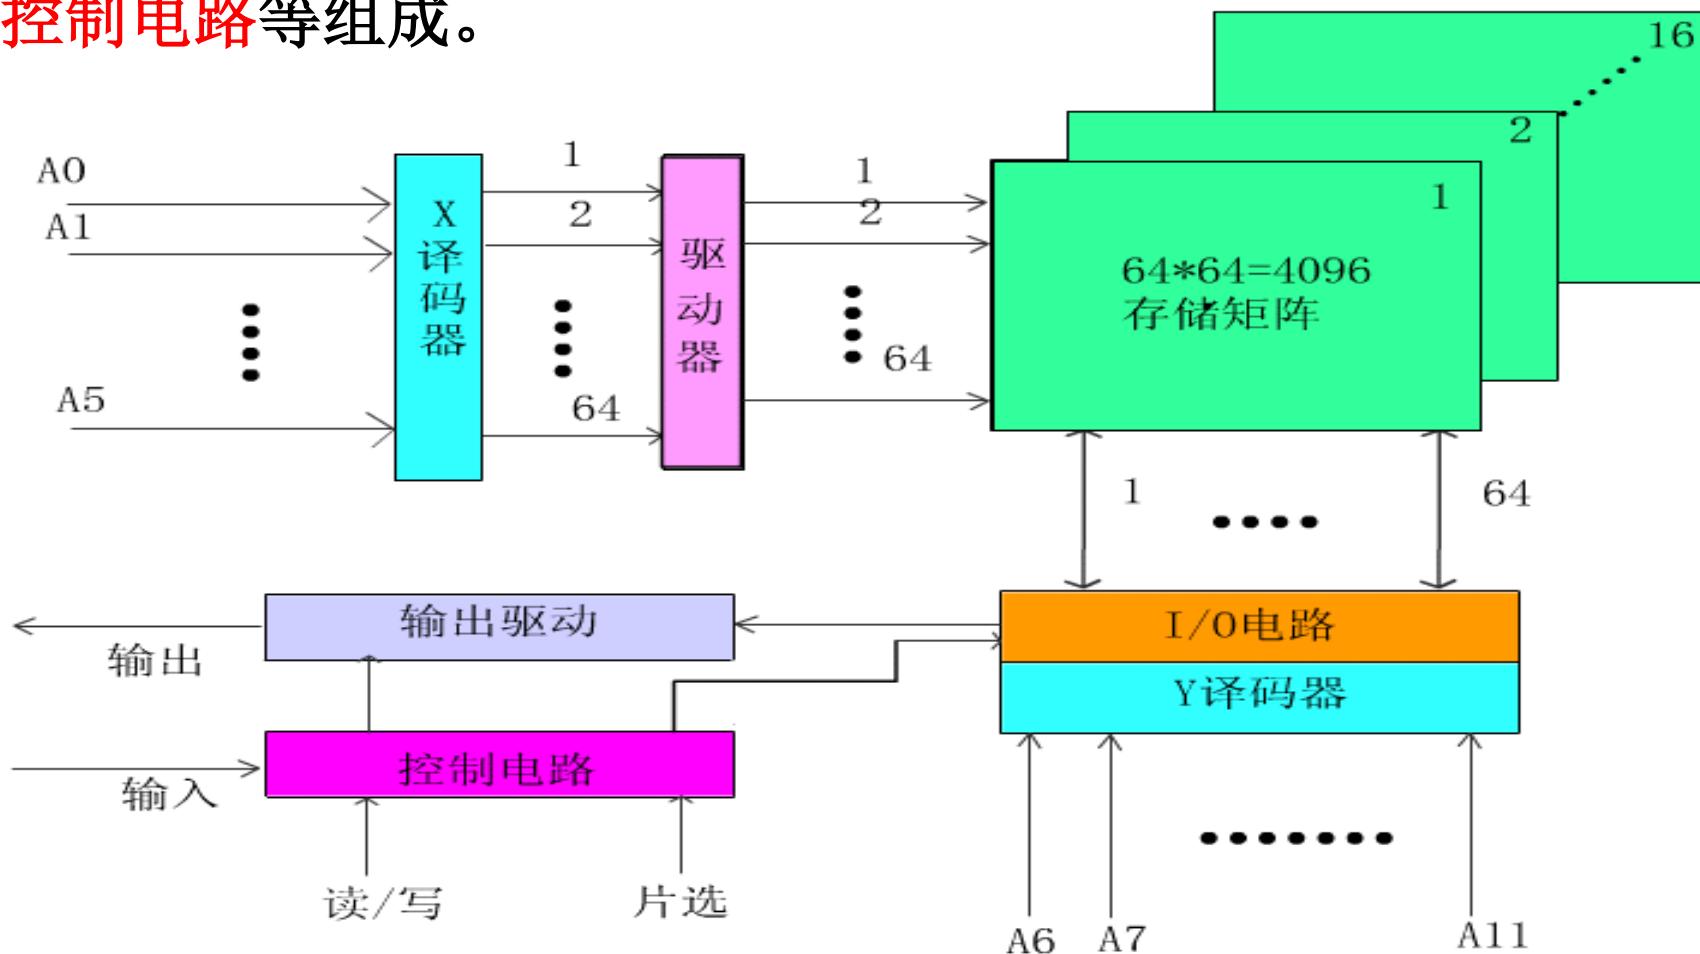 控制电路等组成。
16
2
1
64*64=4096
存储矩阵
A0
A1
A5
X
译
码
器
1
2
64
驱
动
器
1
2
64
1
64
输出驱动
I/O电路
输出
Y译码器
控制电路
输入
读/写
片选
A6
A7
A11